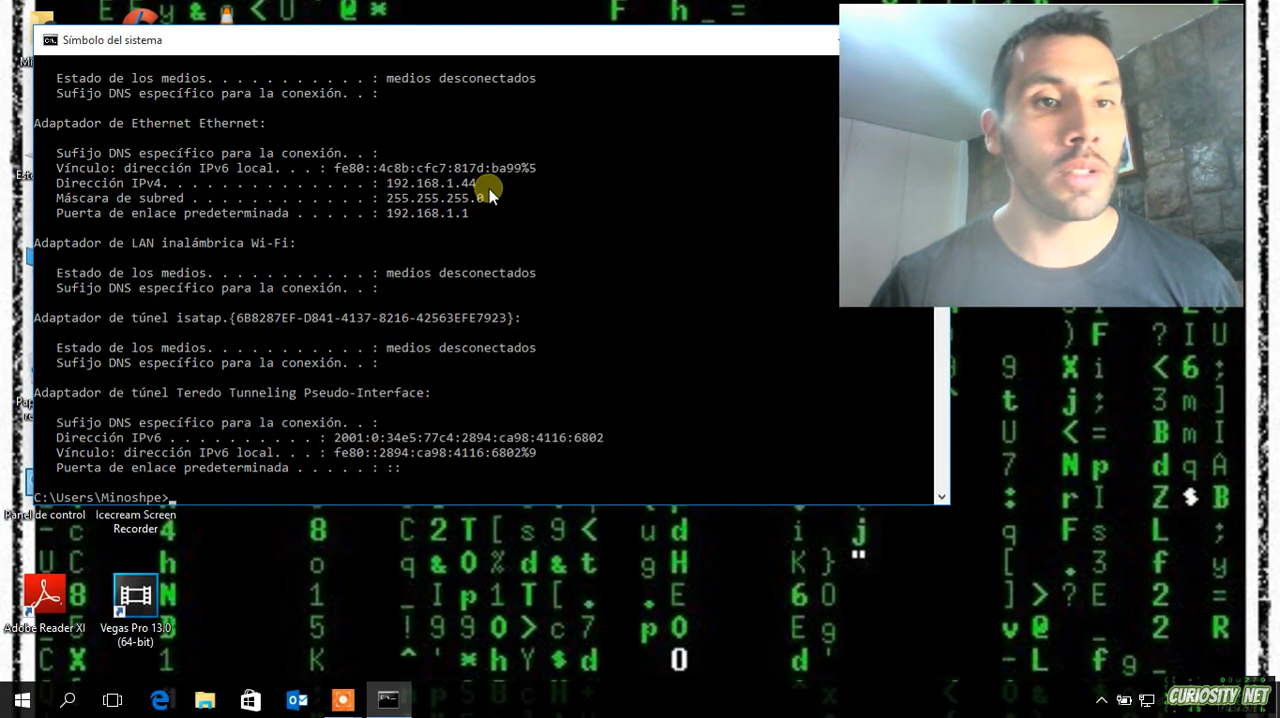 Símbolo del sistema
Estado de los medios. . . . . . . . . . . : medios desconectados
Sufijo DNS específico para la conexión. . :
Adaptador de Ethernet Ethernet:
Sufijo DNS específico para la conexión. . :
Vínculo: dirección IPv6 local. . . : fe80::4c8b:cfc7:817d:ba99%5
Dirección IPv4. . . . . . . . . . . . . . : 192.168.1.44
Máscara de subred . . . . . . . . . . . . : 255.255.255.0
Puerta de enlace predeterminada . . . . . : 192.168.1.1
Adaptador de LAN inalámbrica Wi-Fi:
Estado de los medios. . . . . . . . . . . : medios desconectados
Sufijo DNS específico para la conexión. . :
Adaptador de túnel isatap.{6B8287EF-D841-4137-8216-42563EFE7923}:
Estado de los medios. . . . . . . . . . . : medios desconectados
Sufijo DNS específico para la conexión. . :
Adaptador de túnel Teredo Tunneling Pseudo-Interface:
Sufijo DNS específico para la conexión. . :
Dirección IPv6 . . . . . . . . . . : 2001:0:34e5:77c4:2894:ca98:4116:6802
Vínculo: dirección IPv6 local. . . : fe80::2894:ca98:4116:6802%9
Puerta de enlace predeterminada . . . . . : ::
C:\Users\Minoshpe>_
Panel de control
Icecream Screen
Recorder
Adobe Reader XI
Vegas Pro 13.0
(64-bit)
CURIOSITY NET